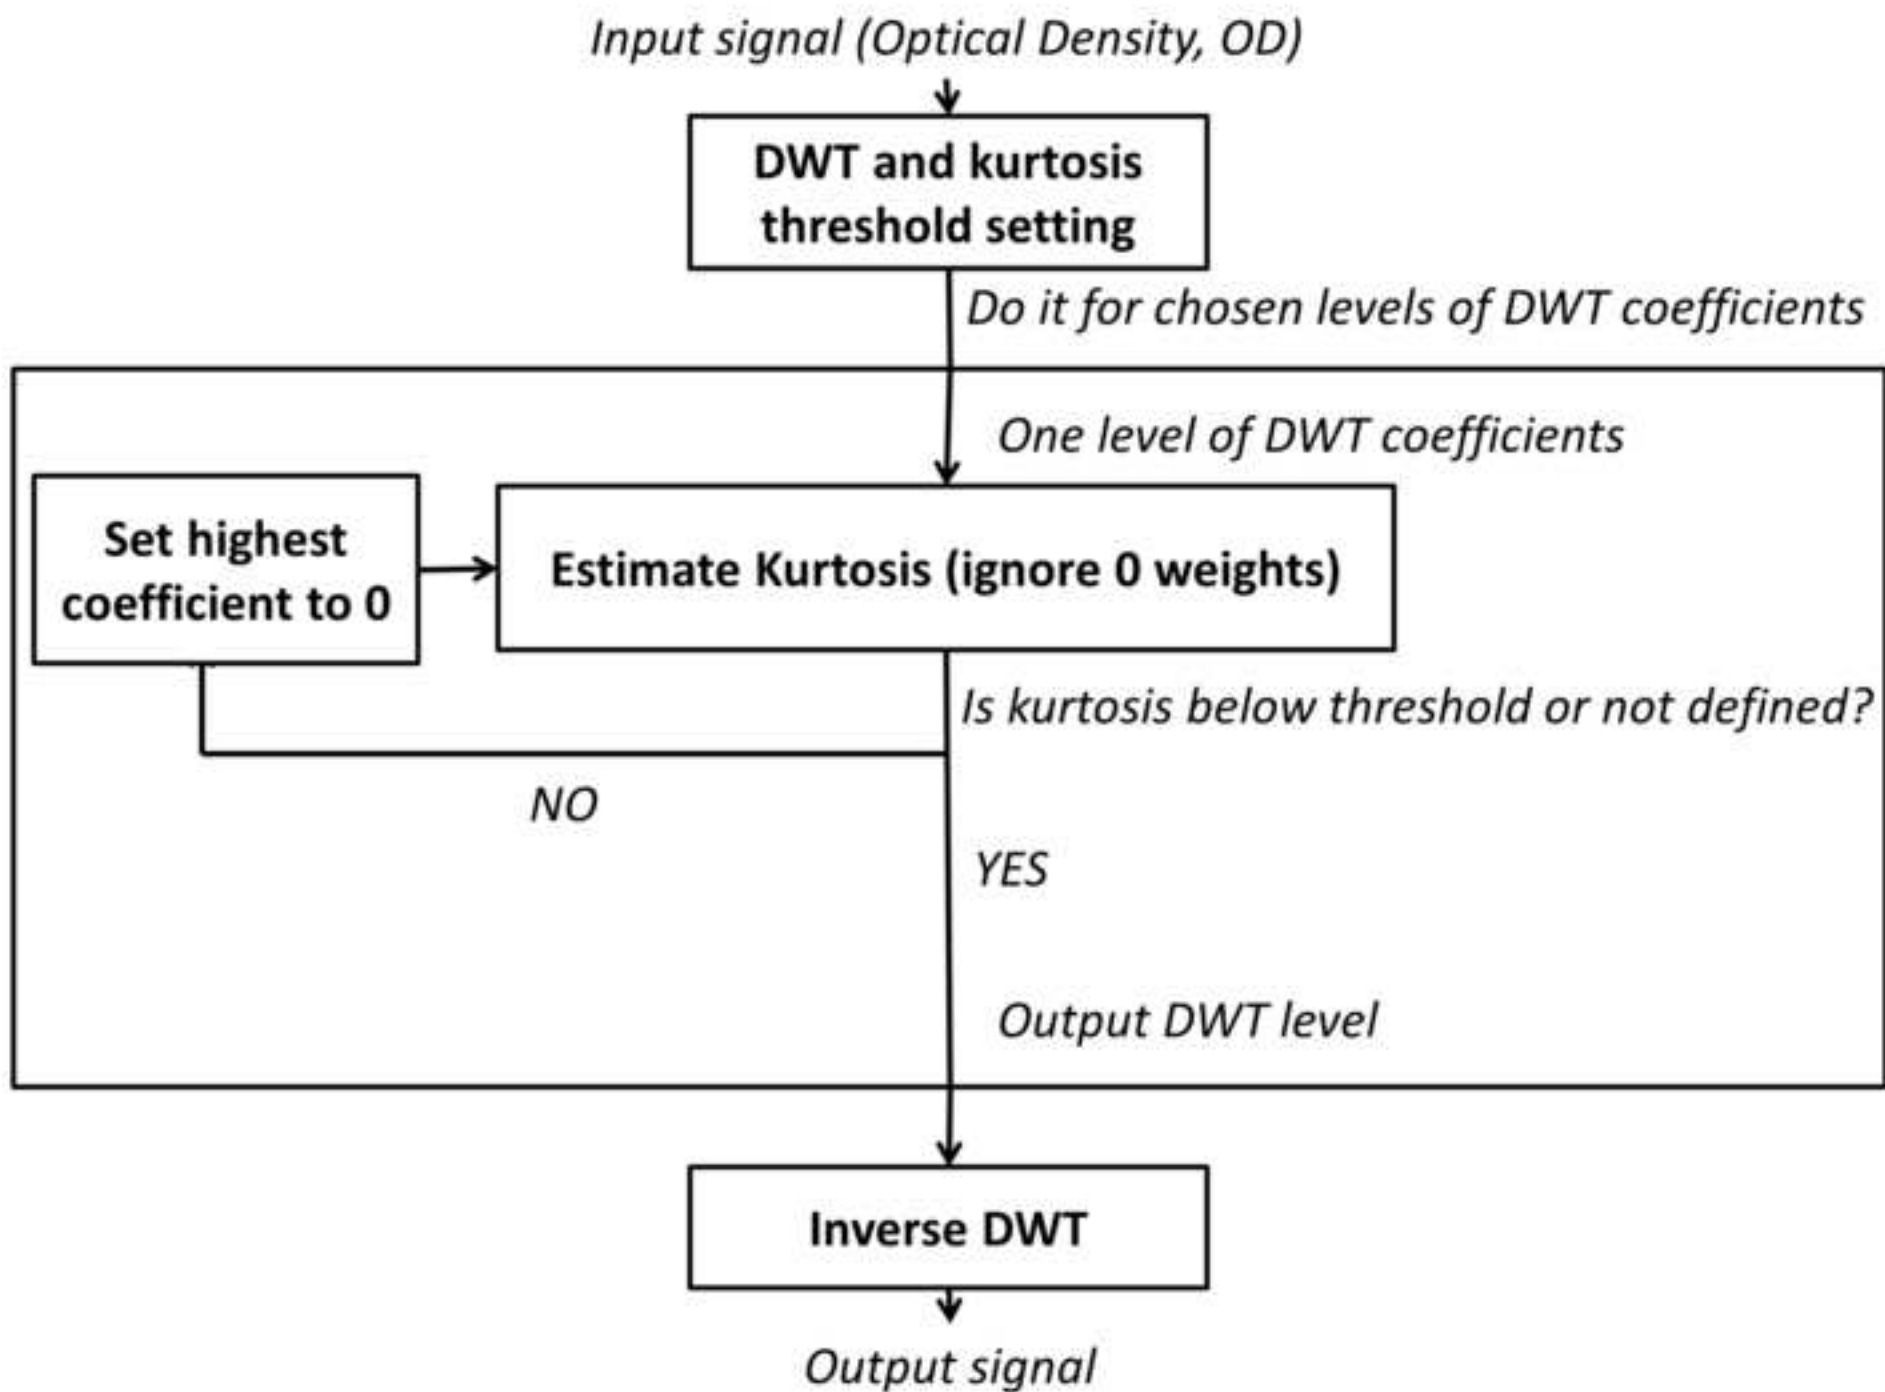 Input signal (Optical Density, OD)
DWT and kurtosis
threshold setting
Do it for chosen levels of DWT coefficients
One level of DWT coefficients
Set highest
coefficient to 0
Estimate Kurtosis (ignore 0 weights)
Is kurtosis below threshold or not defined?
NO
YES
Output DWT level
Inverse DWT
Output signal